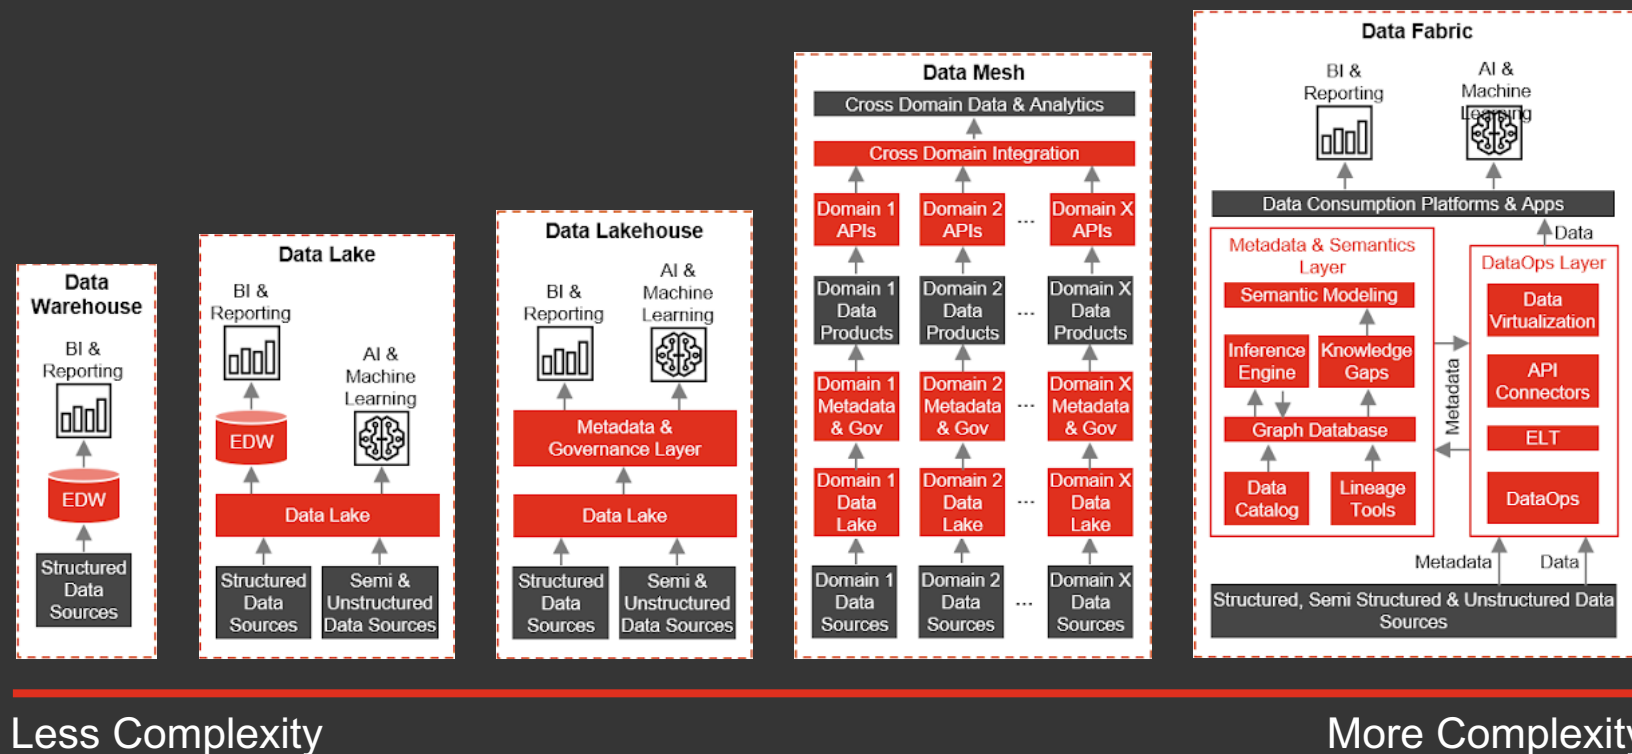 Data
Warehouse
BI &
Reporting
EDW
Structured
Data
Sources
Data Lake
BI &
Reporting
AI &
Machine
Learning
EDW
Data Lake
Structured
Data
Sources
Semi &
Unstructured
Data Sources
Data Lakehouse
BI &
Reporting
AI &
Machine
Learning
Metadata &
Governance Layer
Data Lake
Structured
Data
Sources
Semi &
Unstructured
Data Sources
Data Mesh
Cross Domain Data & Analytics
Cross Domain Integration
Domain 1
APIs
Domain 2
APIs
...
Domain X
APIs
Domain 1
Data
Products
Domain 2
Data
Products
...
Domain X
Data
Products
Domain 1
Metadata
& Gov
Domain 2
Metadata
& Gov
...
Domain X
Metadata
& Gov
Domain 1
Data
Lake
Domain 2
Data
Lake
...
Domain X
Data
Lake
Domain 1
Data
Sources
Domain 2
Data
Sources
...
Domain X
Data
Sources
Data Fabric
BI &
Reporting
AI &
Machine
Learning
Data Consumption Platforms & Apps
Data
Metadata & Semantics
Layer
Semantic Modeling
Inference
Engine
Knowledge
Gaps
Graph Database
Data
Catalog
Lineage
Tools
Metadata
DataOps Layer
Data
Virtualization
API
Connectors
ELT
DataOps
Metadata
Data
Structured, Semi Structured & Unstructured Data
Sources
Less Complexity
More Complexity